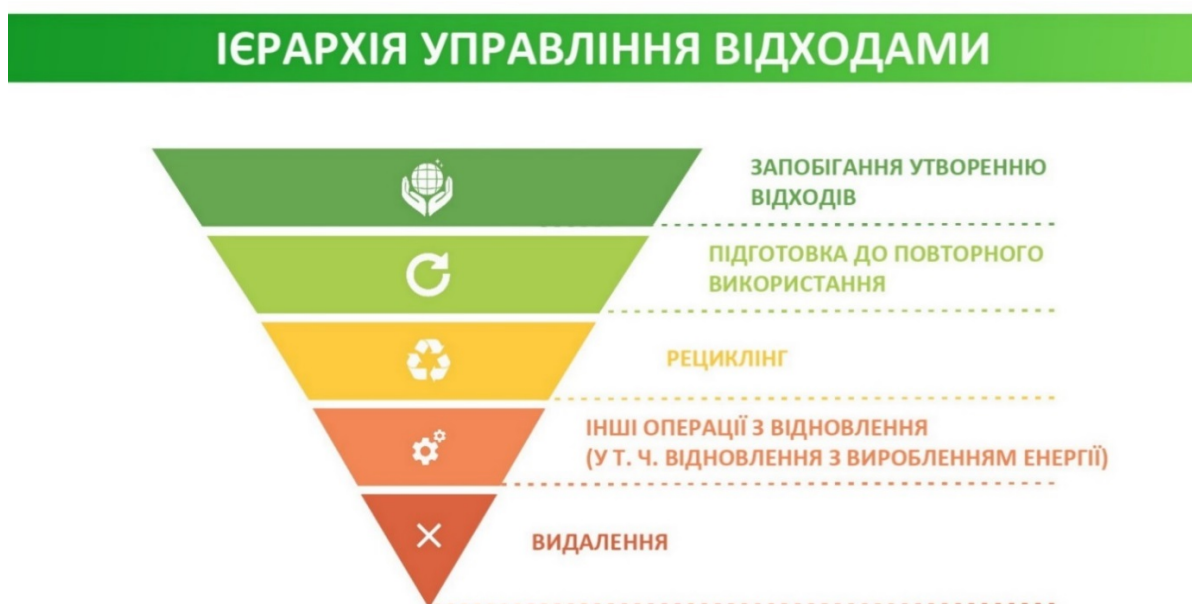 ІЄРАРХІЯ УПРАВЛІННЯ ВІДХОДАМИ
ЗАПОБІГАННЯ УТВОРЕННЮ
ВІДХОДІВ
ПІДГОТОВКА ДО ПОВТОРНОГО
ВИКОРИСТАННЯ
РЕЦИКЛІНГ
ІНШІ ОПЕРАЦІЇ З ВІДНОВЛЕННЯ
(У Т. Ч. ВІДНОВЛЕННЯ З ВИРОБЛЕННЯМ ЕНЕРГІЇ)
ВИДАЛЕННЯ